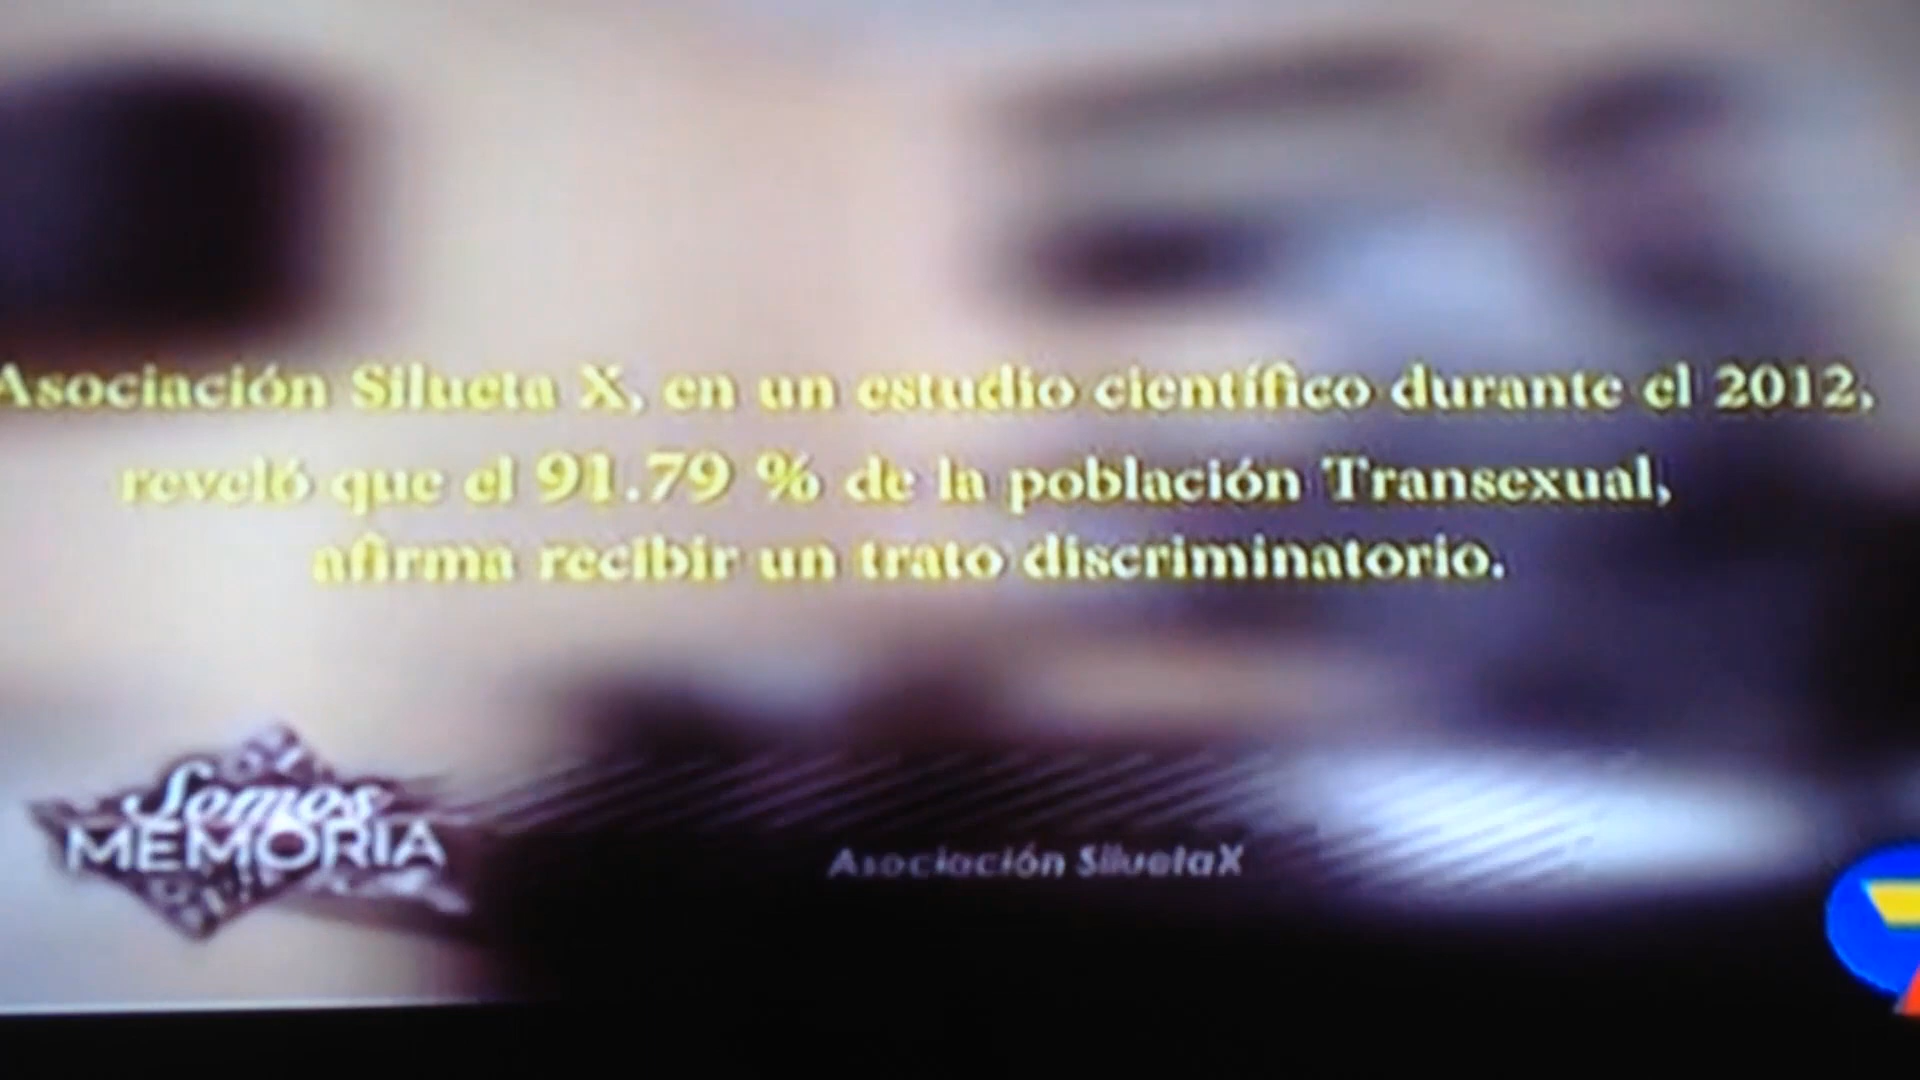 Asociación Silueta X, en un estudio científico durante el 2012,
reveló que el 91.79 % de la población Transexual,
afirma recibir un trato discriminatorio.
Somos
MEMORIA
Asociación SiluetaX